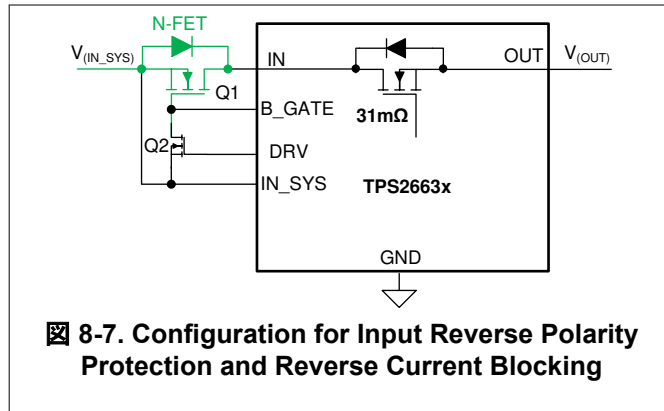 N-FET
V(IN_SYS)
IN
OUT
V(OUT)
Q1
B_GATE
31mΩ
Q2
DRV
IN_SYS
TPS2663x
GND
図 8-7. Configuration for Input Reverse Polarity
Protection and Reverse Current Blocking